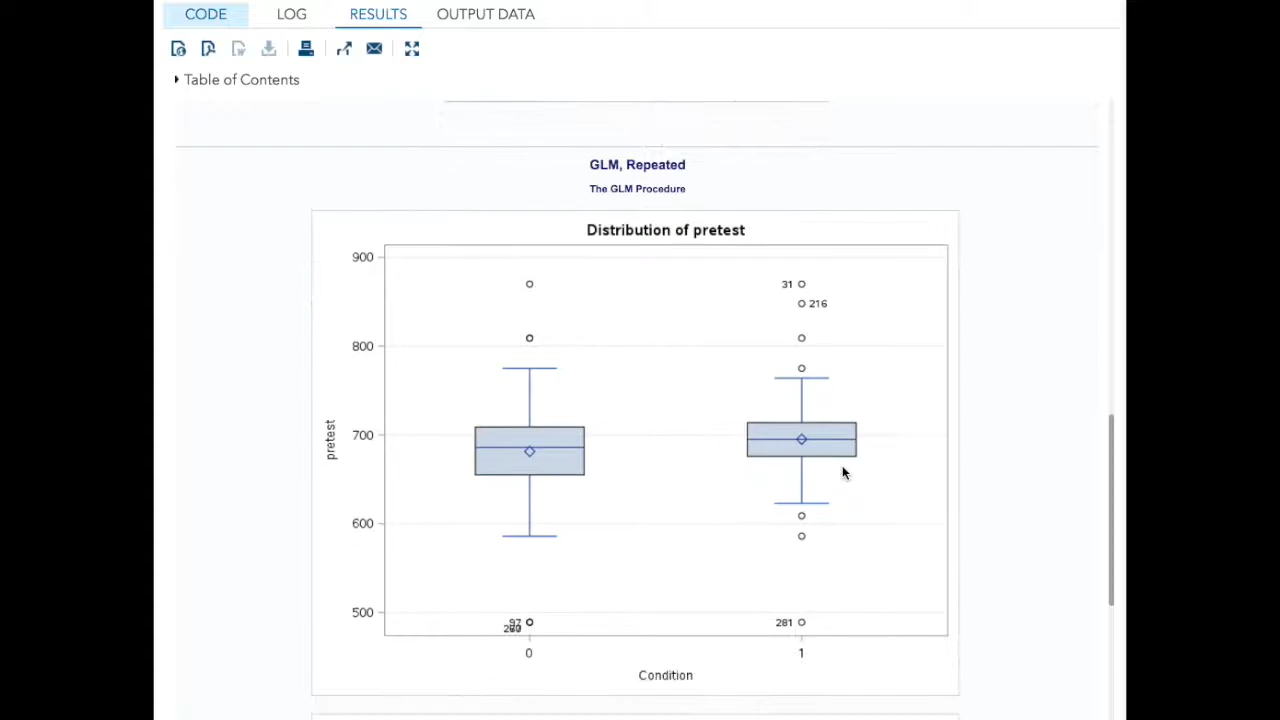 CODE LOG RESULTS OUTPUT DATA
Table of Contents
GLM, Repeated
The GLM Procedure
Distribution of pretest
900
31
216
800
pretest
700
600
500
97
281
0 1
Condition